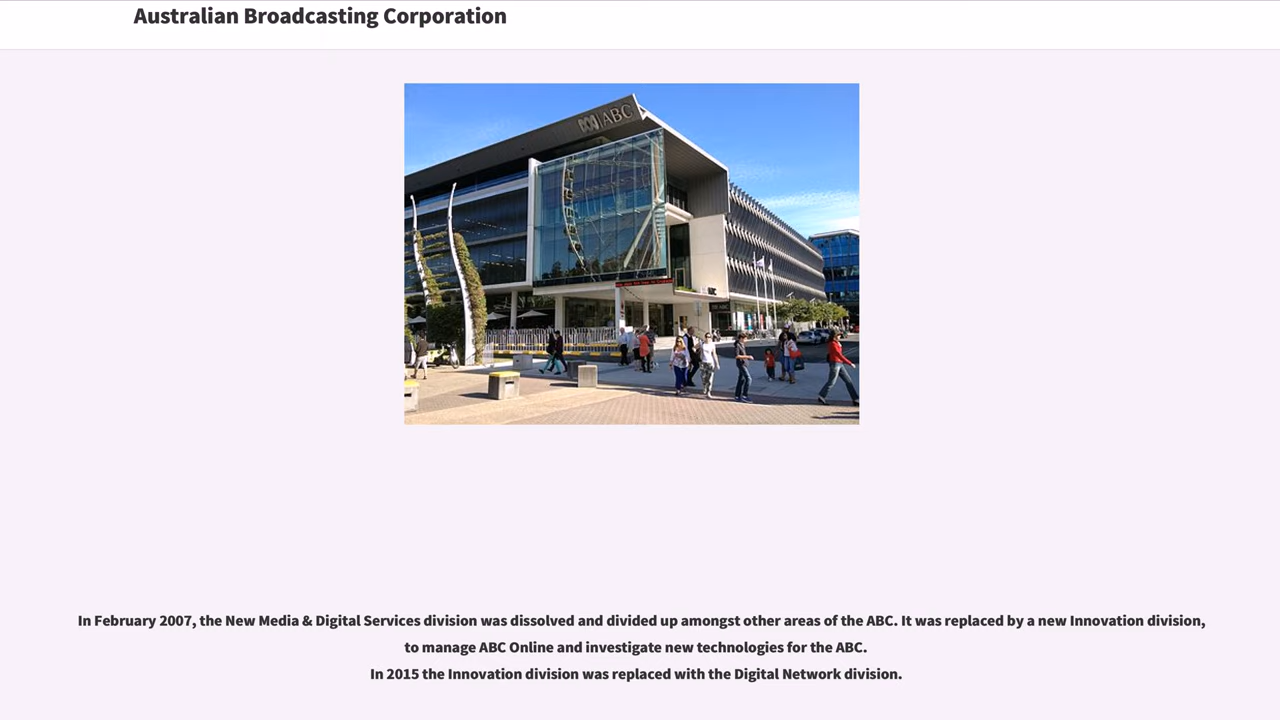 Australian Broadcasting Corporation
ABC
In February 2007, the New Media & Digital Services division was dissolved and divided up amongst other areas of the ABC. It was replaced by a new Innovation division,
to manage ABC Online and investigate new technologies for the ABC.
In 2015 the Innovation division was replaced with the Digital Network division.